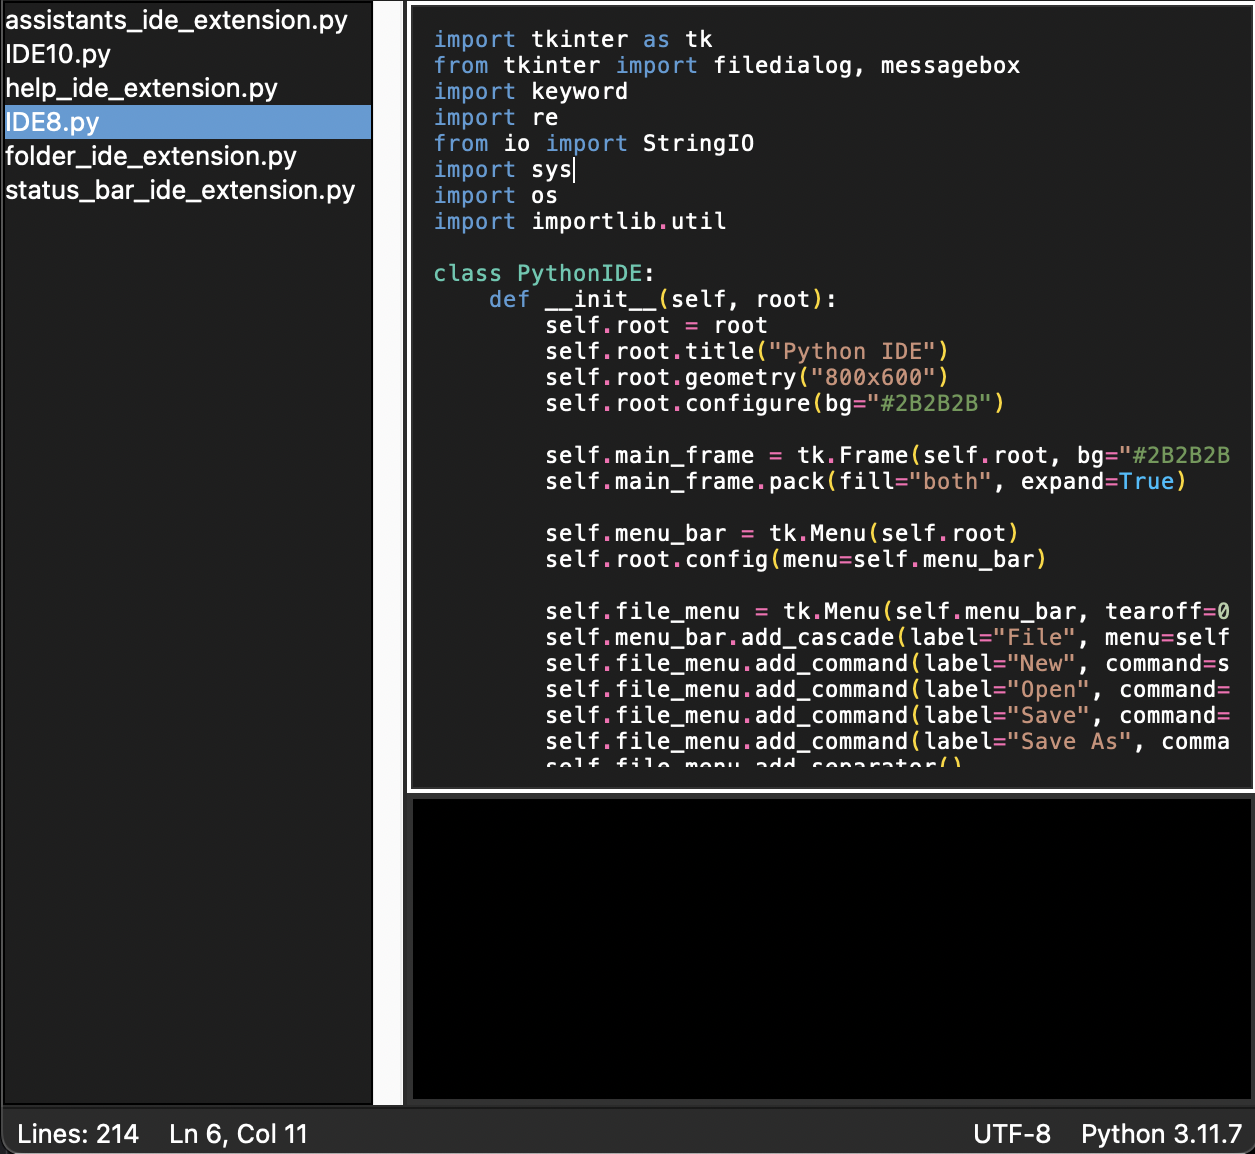 assistants_ide_extension.py
IDE10.py
help_ide_extension.py
IDE8.py
folder_ide_extension.py
status_bar_ide_extension.py
import tkinter as tk
from tkinter import filedialog, messagebox
import keyword
import re
from io import StringIO
import sys
import os
import importlib.util
class PythonIDE:
    def __init__(self, root):
        self.root = root
        self.root.title("Python IDE")
        self.root.geometry("800x600")
        self.root.configure(bg="#2B2B2B")
        self.main_frame = tk.Frame(self.root, bg="#2B2B2B
        self.main_frame.pack(fill="both", expand=True)
        self.menu_bar = tk.Menu(self.root)
        self.root.config(menu=self.menu_bar)
        self.file_menu = tk.Menu(self.menu_bar, tearoff=0
        self.menu_bar.add_cascade(label="File", menu=self
        self.file_menu.add_command(label="New", command=s
        self.file_menu.add_command(label="Open", command=
        self.file_menu.add_command(label="Save", command=
        self.file_menu.add_command(label="Save As", comma
        self.file_menu.add_separator()
Lines: 214 Ln 6, Col 11 UTF-8 Python 3.11.7